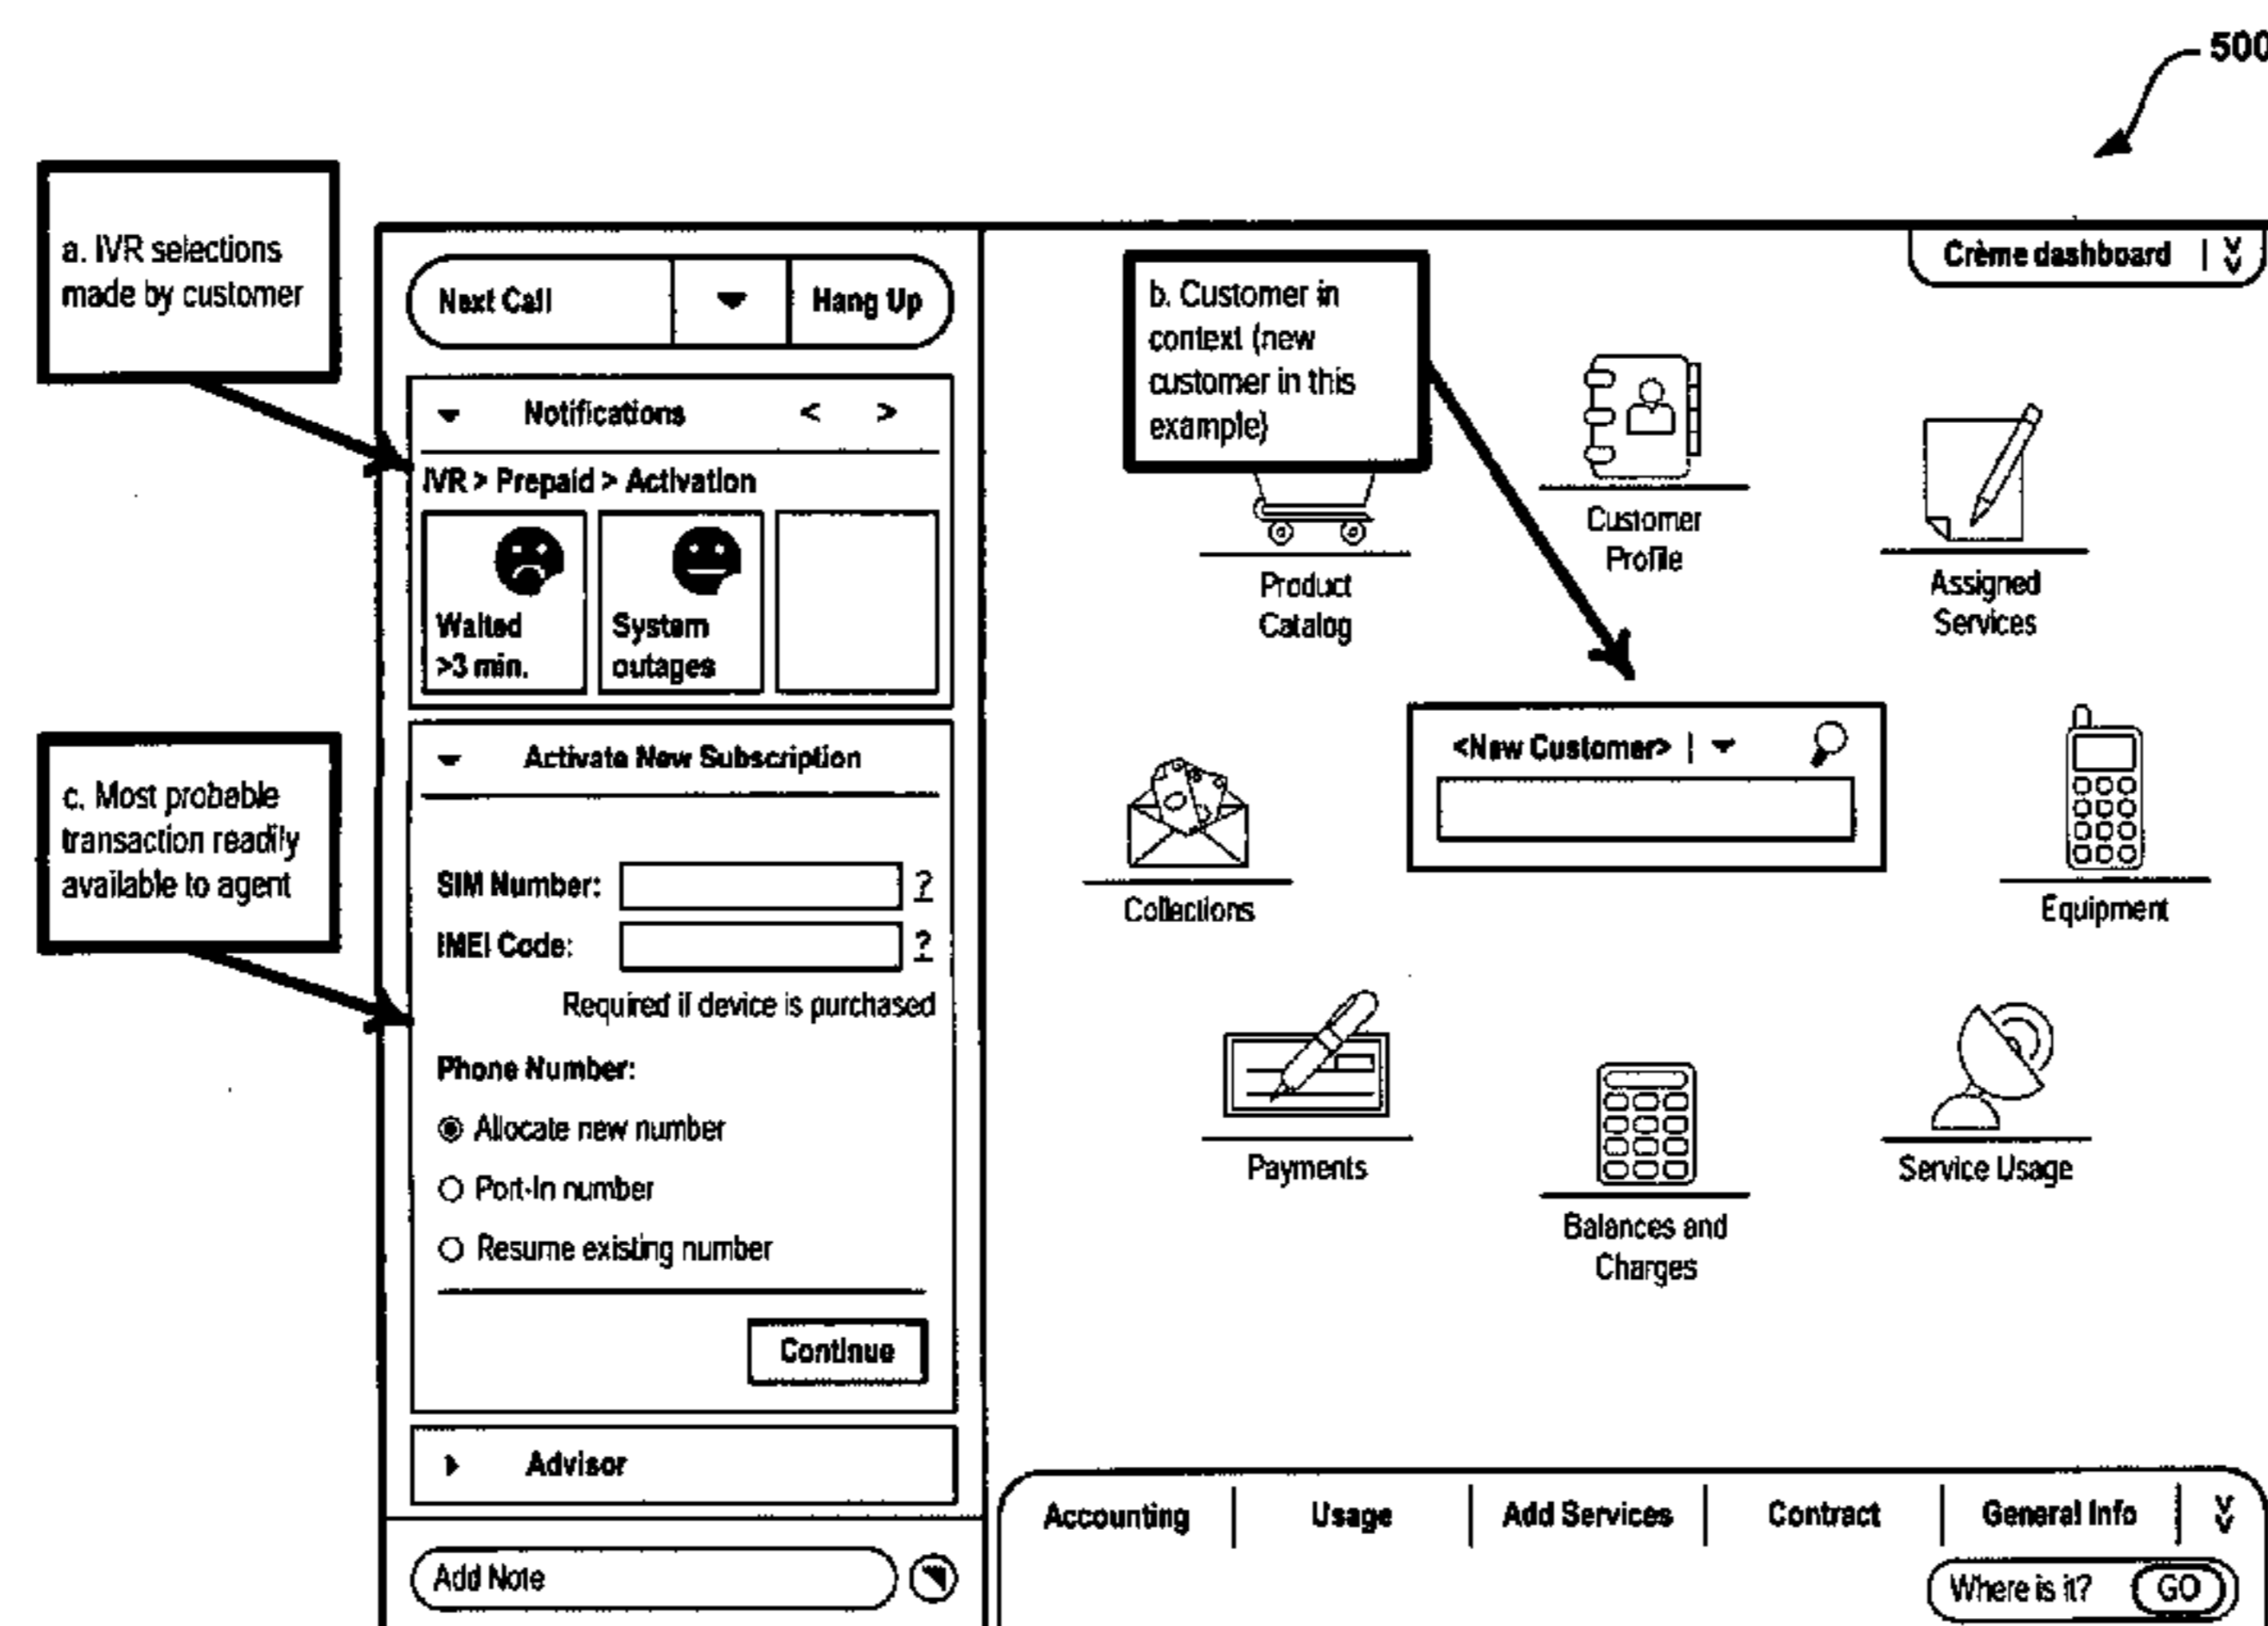 500
a. IVR selections
made by customer
Next Call
Hang Up
Notifications < >
IVR > Prepaid > Activation
Waited
>3 min.
System
outages
c. Most probable
transaction readily
available to agent
Activate New Subscription
SIM Number: ?
IMEI Code: ?
Required if device is purchased
Phone Number:
Allocate new number
Port-In number
Resume existing number
Continue
Advisor
Add Note
Crème dashboard
b. Customer in
context (new
customer in this
example)
Product
Catalog
Customer
Profile
Assigned
Services
<New Customer>
Collections
Equipment
Payments
Balances and
Charges
Service Usage
Accounting | Usage | Add Services | Contract | General Info
Where is it? GO